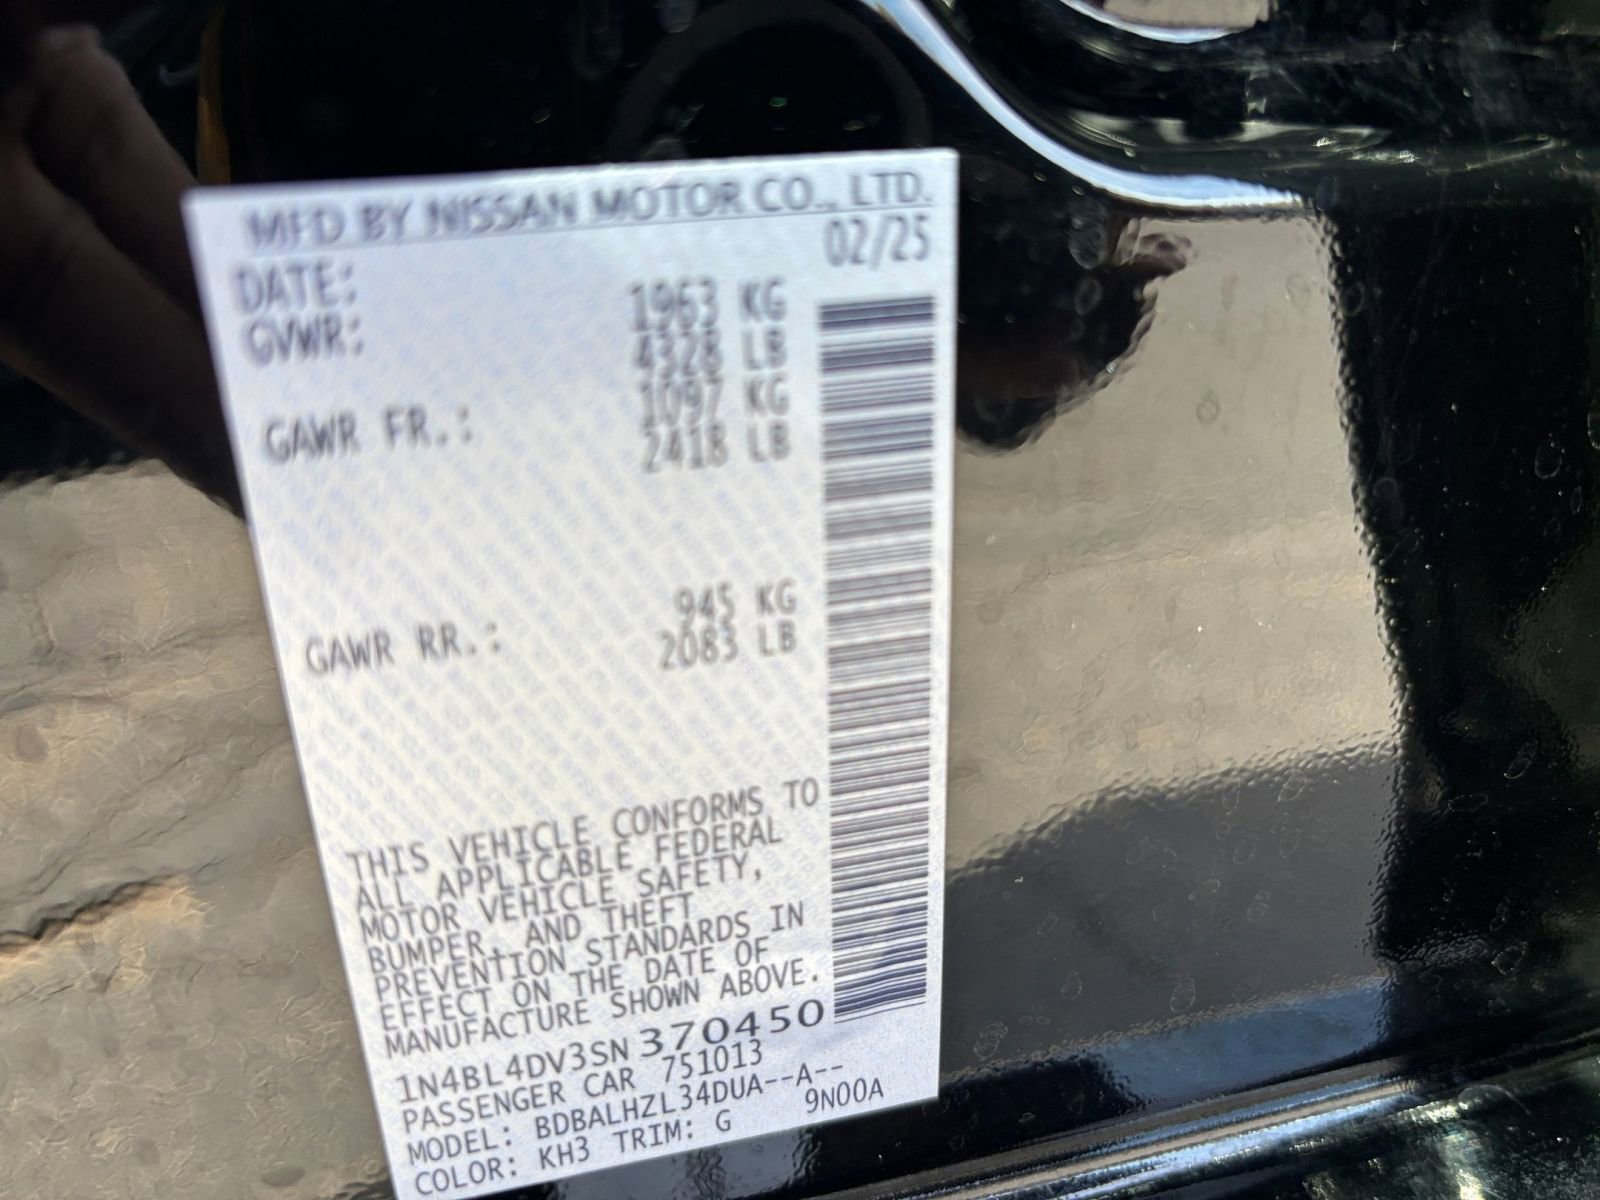 MFD BY NISSAN MOTOR CO., LTD.
DATE: 02/25
GVWR: 1963 KG
4328 LB
GAWR FR.: 1097 KG
2418 LB
GAWR RR.: 945 KG
2083 LB
THIS VEHICLE CONFORMS TO
ALL APPLICABLE FEDERAL
MOTOR VEHICLE SAFETY,
BUMPER, AND THEFT
PREVENTION STANDARDS IN
EFFECT ON THE DATE OF
MANUFACTURE SHOWN ABOVE.
1N4BL4DV3SN370450
PASSENGER CAR 751013
MODEL: BDBALHZL34DUA--A--
COLOR: KH3 TRIM: G 9N00A